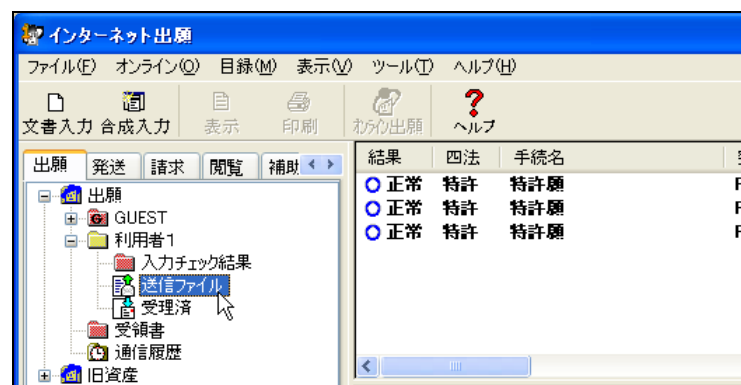 インターネット出願
ファイル(F) オンライン(O) 目録(M) 表示(V) ツール(T) ヘルプ(H)
文書入力 合成入力 表示 印刷 オンライン出願 ヘルプ
出願 発送 請求 閲覧 補助
結果 四法 手続名
出願
GUEST
利用者1
入力チェック結果
送信ファイル
受理済
受領書
通信履歴
旧資産
正常 特許 特許願
正常 特許 特許願
正常 特許 特許願